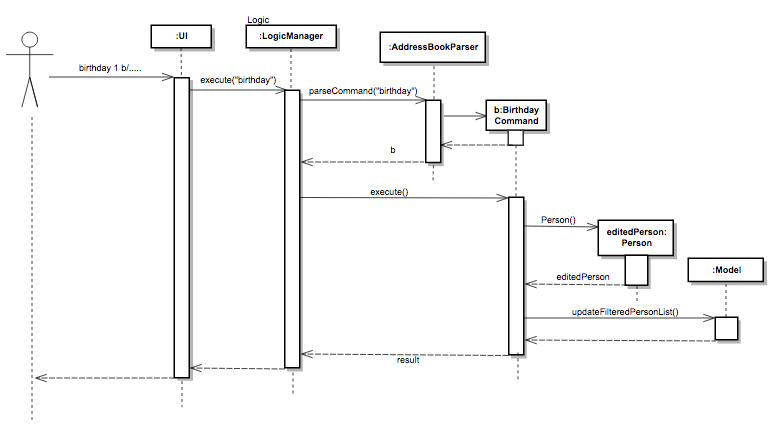 Logic
:UI
:LogicManager
:AddressBookParser
birthday 1 b/.....
execute("birthday")
parseCommand("birthday")
b:Birthday
Command
b
execute()
Person()
editedPerson:
Person
:Model
editedPerson
updateFilteredPersonList()
result